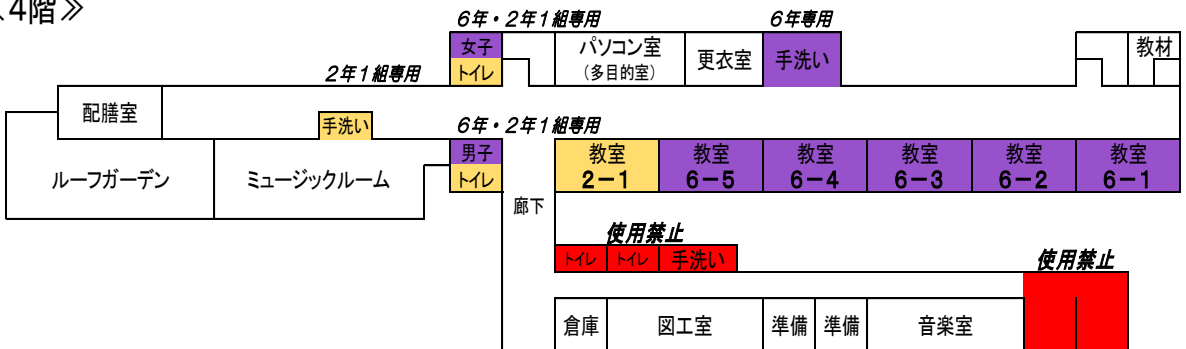 4階≫
6年・2年1組専用
6年専用
女子
トイレ
パソコン室
(多目的室)
更衣室
手洗い
教材
2年1組専用
配膳室
手洗い
6年・2年1組専用
ルーフガーデン
ミュージックルーム
男子
トイレ
教室
2－1
教室
6－5
教室
6－4
教室
6－3
教室
6－2
教室
6－1
廊下
使用禁止
トイレ
トイレ
手洗い
使用禁止
倉庫
図工室
準備
準備
音楽室